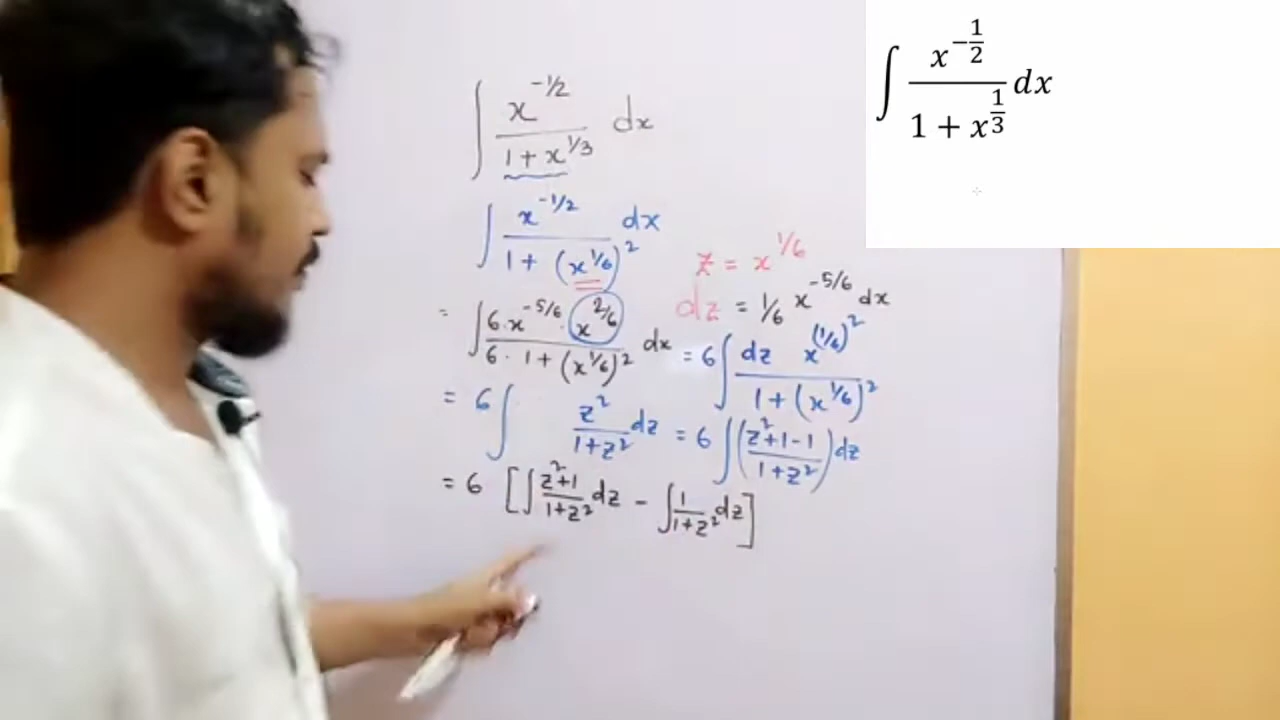 ∫ x^{-1/2} / (1 + x^{1/3}) dx
∫ x^{-1/2} / (1 + x^{1/3}) dx
∫ x^{-1/2} / (1 + (x^{1/6})^2) dx
z = x^{1/6}
dz = 1/6 x^{-5/6} dx
= ∫ 6·x^{-5/6} · x^{2/6} / (6 · 1 + (x^{1/6})^2) dx
= 6 ∫ dz x^{(1/6)^2} / (1 + (x^{1/6})^2)
= 6 ∫ z^2 / (1+z^2) dz = 6 ∫ ((z^2+1-1) / (1+z^2)) dz
= 6 [∫ (z^2+1) / (1+z^2) dz - ∫ 1 / (1+z^2) dz]